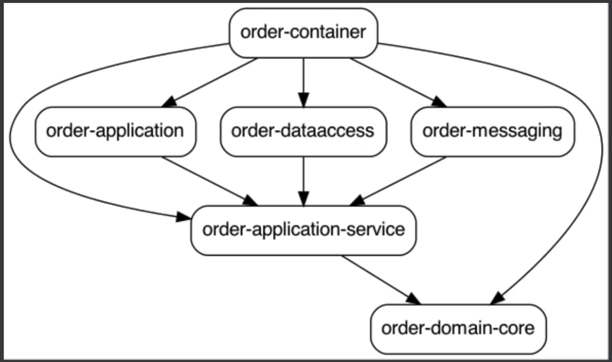 order-container
order-application
order-dataaccess
order-messaging
order-application-service
order-domain-core